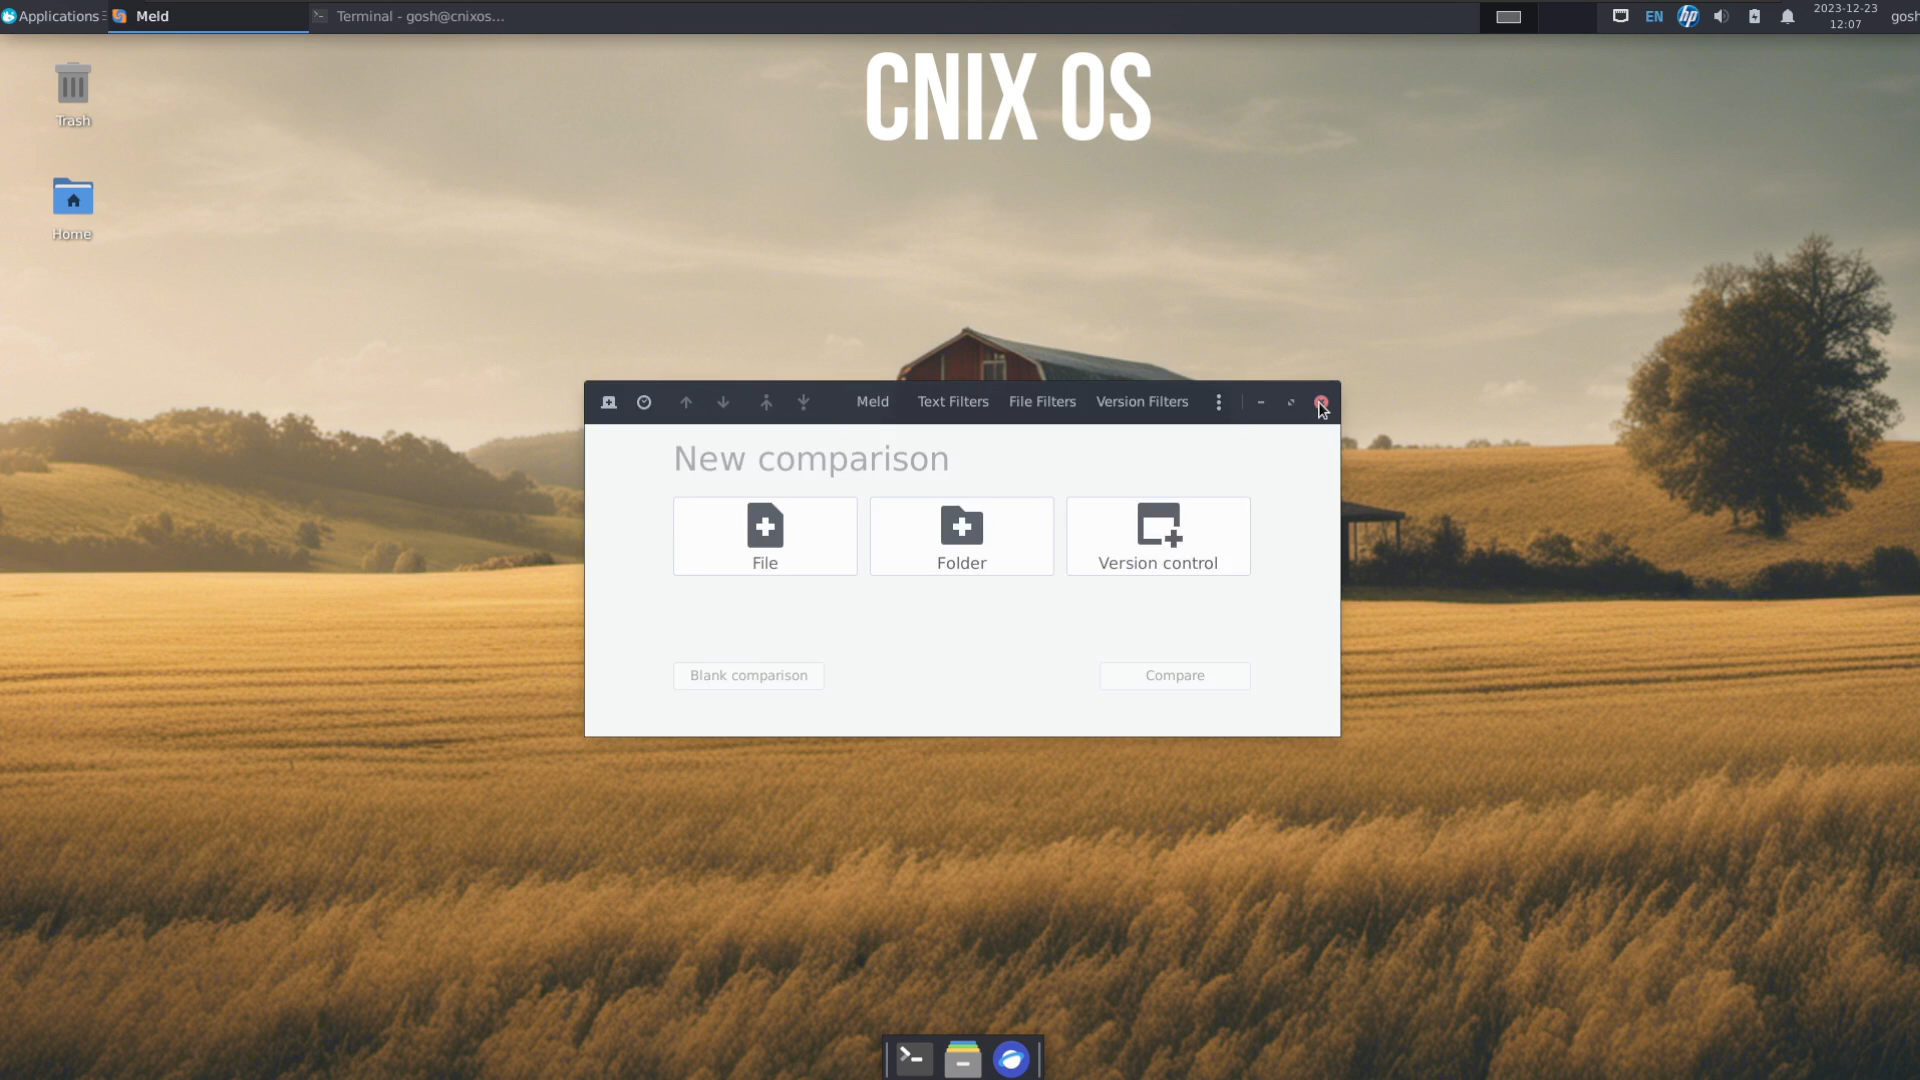 Applications
Meld
Terminal - gosh@cnixos...
EN
hp
2023-12-23
12:07
gosh
CNIX OS
Trash
Home
Meld
Text Filters
File Filters
Version Filters
New comparison
File
Folder
Version control
Blank comparison
Compare